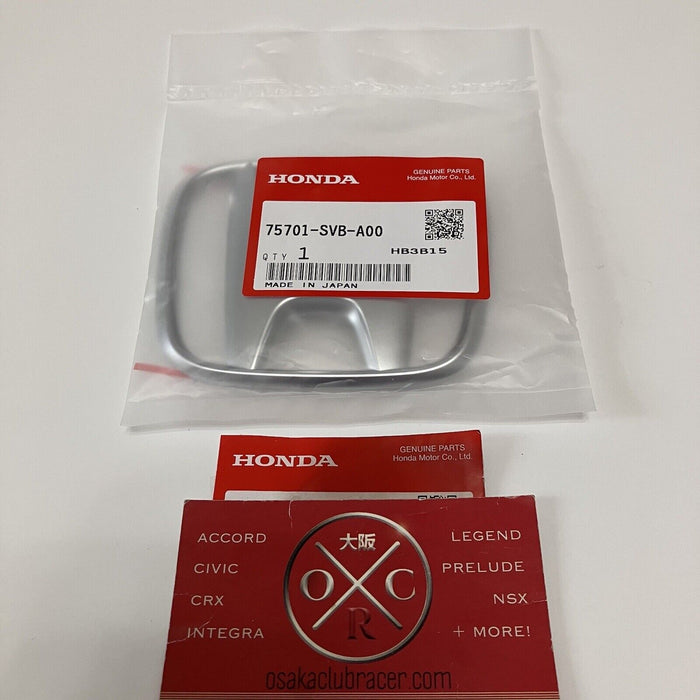 HONDA
GENUINE PARTS
Honda Motor Co., Ltd.
75701-SVB-A00
QTY 1
HB3B15
MADE IN JAPAN
HONDA
GENUINE PARTS
Honda Motor Co., Ltd.
ACCORD
CIVIC
CRX
INTEGRA
大阪
O C
R
LEGEND
PRELUDE
NSX
+ MORE!
osakaclubracer.com